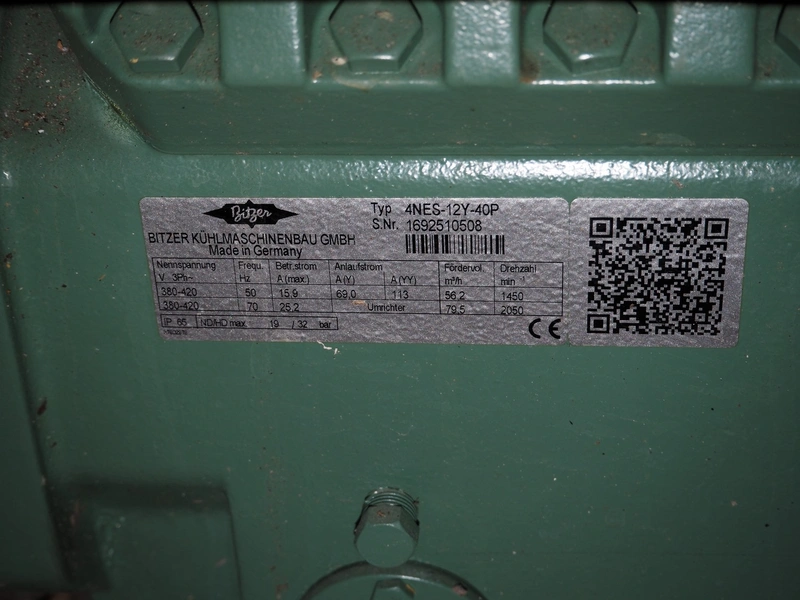 Bitzer
Typ 4NES-12Y-40P
S.Nr. 1692510508
BITZER KÜHLMASCHINENBAU GMBH
Made in Germany
Nennspannung Frequ. Betr.strom Anlaufstrom Fördervol. Drehzahl
V 3Ph~ Hz A (max.) A (Y) A (YY) m³/h min⁻¹
380-420 50 15,9 69,0 113 56,2 1450
380-420 70 25,2 Umrichter 79,5 2050
IP 65 ND/HD max 19 / 32 bar
CE